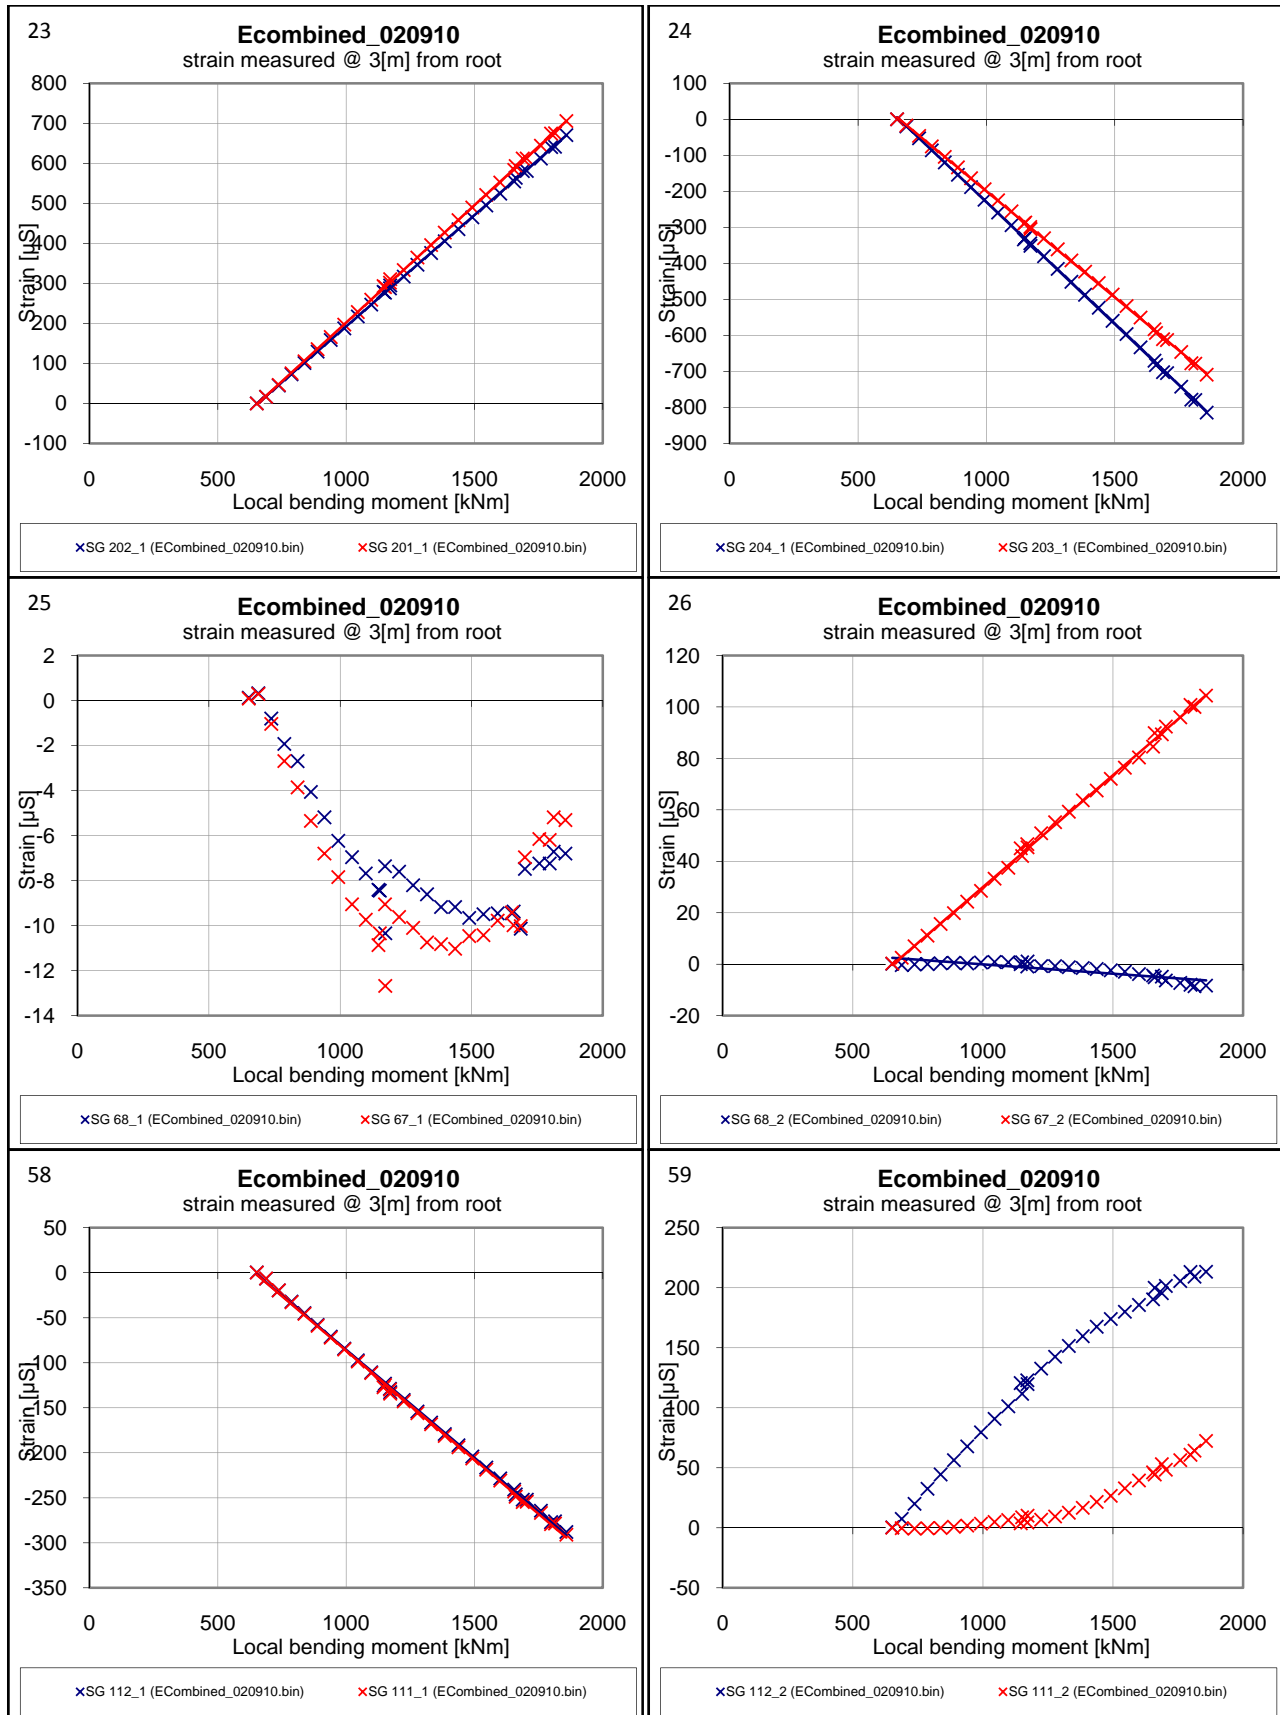 23
Ecombined_020910
strain measured @ 3[m] from root
800
700
600
500
400
300
200
100
0
-100
Strain [µS]
0 500 1000 1500 2000
Local bending moment [kNm]
SG 202_1 (ECombined_020910.bin) SG 201_1 (ECombined_020910.bin)
24
Ecombined_020910
strain measured @ 3[m] from root
100
0
-100
-200
-300
-400
-500
-600
-700
-800
-900
Strain [µS]
0 500 1000 1500 2000
Local bending moment [kNm]
SG 204_1 (ECombined_020910.bin) SG 203_1 (ECombined_020910.bin)
25
Ecombined_020910
strain measured @ 3[m] from root
2
0
-2
-4
-6
-8
-10
-12
-14
Strain [µS]
0 500 1000 1500 2000
Local bending moment [kNm]
SG 68_1 (ECombined_020910.bin) SG 67_1 (ECombined_020910.bin)
26
Ecombined_020910
strain measured @ 3[m] from root
120
100
80
60
40
20
0
-20
Strain [µS]
0 500 1000 1500 2000
Local bending moment [kNm]
SG 68_2 (ECombined_020910.bin) SG 67_2 (ECombined_020910.bin)
58
Ecombined_020910
strain measured @ 3[m] from root
50
0
-50
-100
-150
-200
-250
-300
-350
Strain [µS]
0 500 1000 1500 2000
Local bending moment [kNm]
SG 112_1 (ECombined_020910.bin) SG 111_1 (ECombined_020910.bin)
59
Ecombined_020910
strain measured @ 3[m] from root
250
200
150
100
50
0
-50
Strain [µS]
0 500 1000 1500 2000
Local bending moment [kNm]
SG 112_2 (ECombined_020910.bin) SG 111_2 (ECombined_020910.bin)